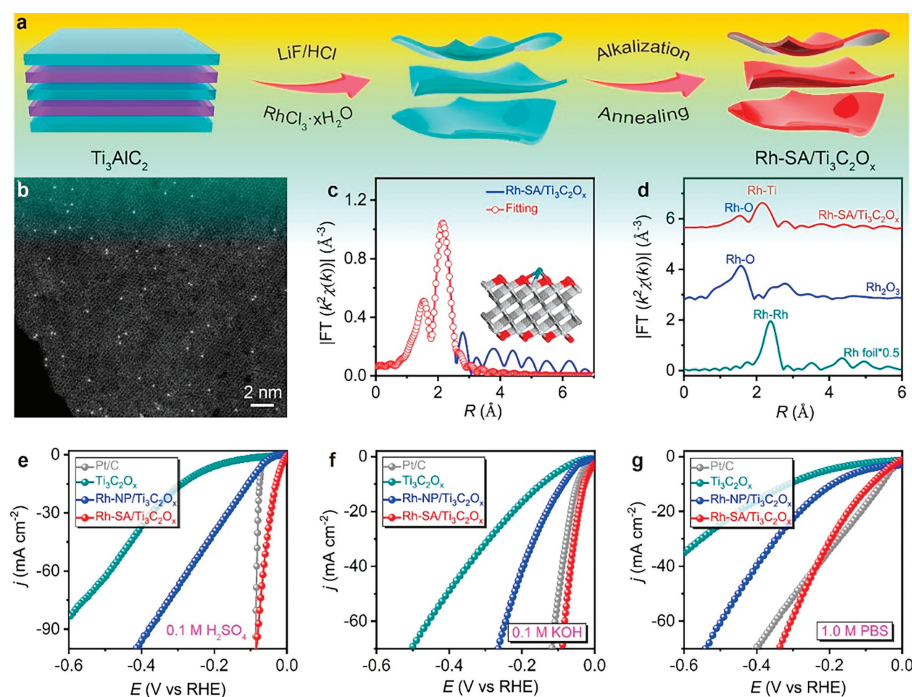 a
LiF/HCl
RhCl₃·xH₂O
Alkalization
Annealing
Ti₃AlC₂
Rh-SA/Ti₃C₂Oₓ
b
2 nm
c
Rh-SA/Ti₃C₂Oₓ
Fitting
|FT (k²χ(k))| (Å⁻³)
1.2
0.8
0.4
0.0
0
2
4
6
R (Å)
d
Rh-Ti
Rh-O
Rh-SA/Ti₃C₂Oₓ
Rh-O
Rh₂O₃
Rh-Rh
Rh foil*0.5
|FT (k²χ(k))| (Å⁻³)
6
4
2
0
0
2
4
6
R (Å)
e
Pt/C
Ti₃C₂Oₓ
Rh-NP/Ti₃C₂Oₓ
Rh-SA/Ti₃C₂Oₓ
0.1 M H₂SO₄
j (mA cm⁻²)
0
-30
-60
-90
-0.6
-0.4
-0.2
0.0
E (V vs RHE)
f
Pt/C
Ti₃C₂Oₓ
Rh-NP/Ti₃C₂Oₓ
Rh-SA/Ti₃C₂Oₓ
0.1 M KOH
j (mA cm⁻²)
0
-20
-40
-60
-0.6
-0.4
-0.2
0.0
E (V vs RHE)
g
Pt/C
Ti₃C₂Oₓ
Rh-NP/Ti₃C₂Oₓ
Rh-SA/Ti₃C₂Oₓ
1.0 M PBS
j (mA cm⁻²)
0
-20
-40
-60
-0.6
-0.4
-0.2
0.0
E (V vs RHE)